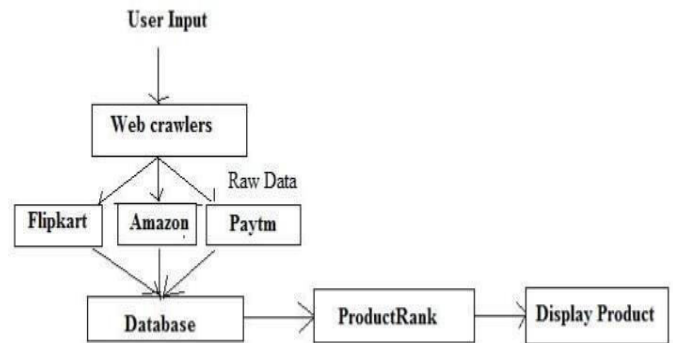 User Input
Web crawlers
Raw Data
Flipkart
Amazon
Paytm
Database
ProductRank
Display Product